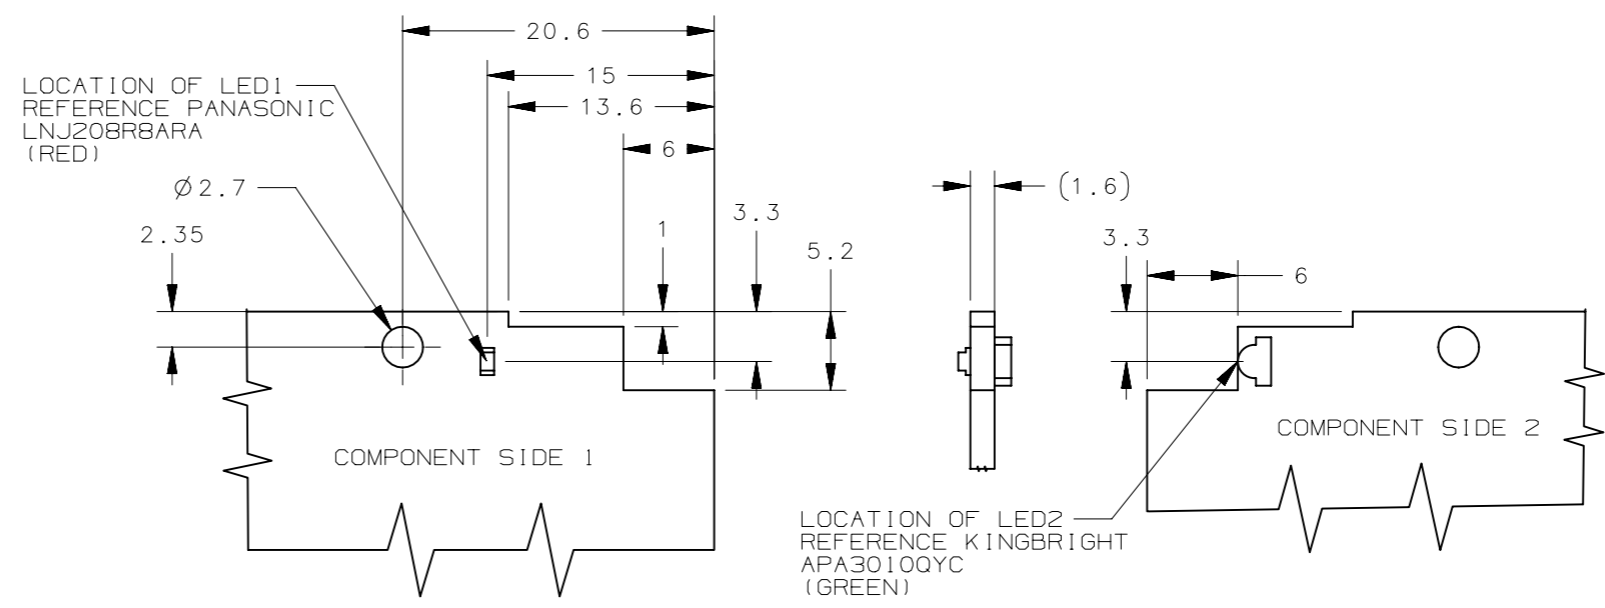 20.6
15
13.6
6
LOCATION OF LED1
REFERENCE PANASONIC
LNJ208R8ARA
(RED)
Ø2.7
2.35
1
3.3
5.2
(1.6)
3.3
6
COMPONENT SIDE 1
COMPONENT SIDE 2
LOCATION OF LED2
REFERENCE KINGBRIGHT
APA3010QYC
(GREEN)